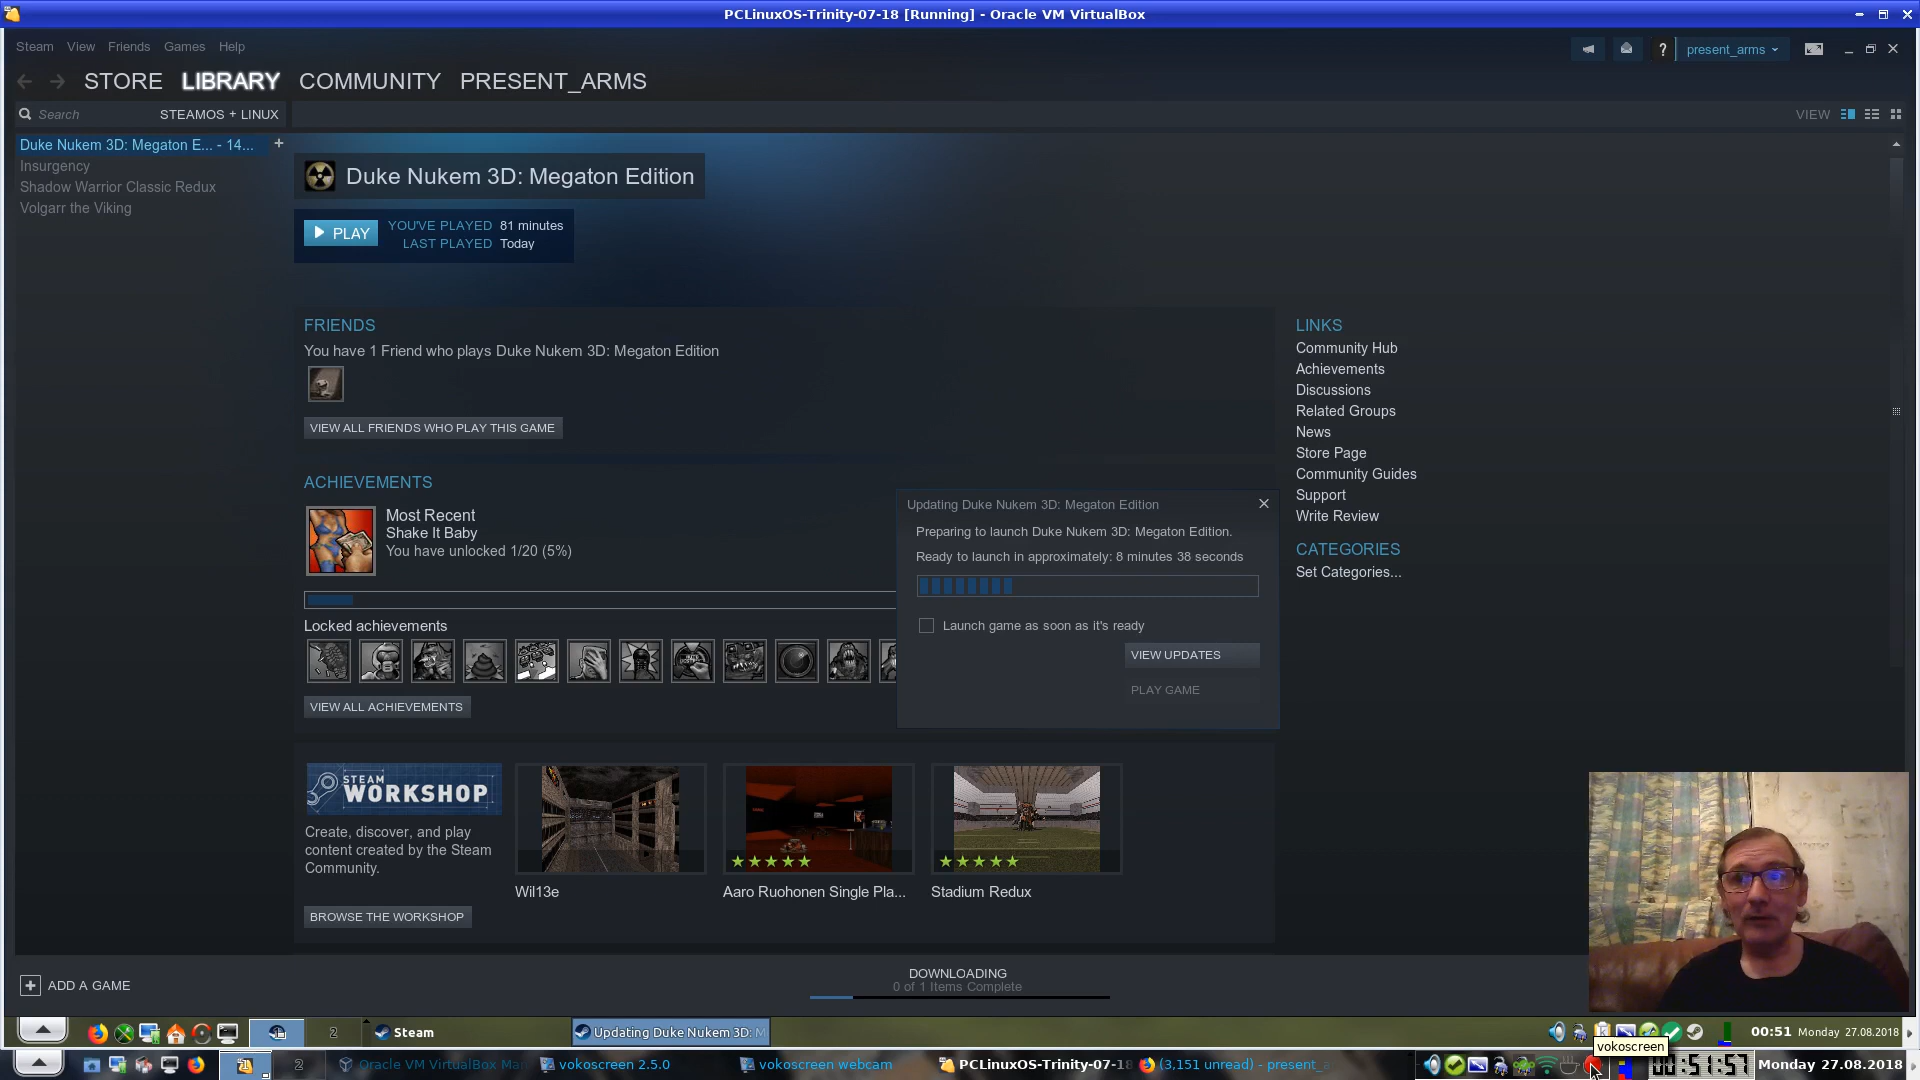 PCLinuxOS-Trinity-07-18 [Running] - Oracle VM VirtualBox
Steam View Friends Games Help
? present_arms
STORE LIBRARY COMMUNITY PRESENT_ARMS
Search STEAMOS + LINUX VIEW
Duke Nukem 3D: Megaton E... - 14... +
Insurgency
Shadow Warrior Classic Redux
Volgarr the Viking
Duke Nukem 3D: Megaton Edition
PLAY
YOU'VE PLAYED 81 minutes
LAST PLAYED Today
FRIENDS
You have 1 Friend who plays Duke Nukem 3D: Megaton Edition
VIEW ALL FRIENDS WHO PLAY THIS GAME
ACHIEVEMENTS
Most Recent
Shake It Baby
You have unlocked 1/20 (5%)
Locked achievements
VIEW ALL ACHIEVEMENTS
LINKS
Community Hub
Achievements
Discussions
Related Groups
News
Store Page
Community Guides
Support
Write Review
CATEGORIES
Set Categories...
Updating Duke Nukem 3D: Megaton Edition
Preparing to launch Duke Nukem 3D: Megaton Edition.
Ready to launch in approximately: 8 minutes 38 seconds
Launch game as soon as it's ready
VIEW UPDATES
PLAY GAME
STEAM
WORKSHOP
Create, discover, and play
content created by the Steam
Community.
BROWSE THE WORKSHOP
Wil13e
Aaro Ruohonen Single Pla...
Stadium Redux
+ ADD A GAME
DOWNLOADING
0 of 1 Items Complete
2 Steam Updating Duke Nukem 3D: M 00:51 Monday 27.08.2018
vokoscreen
2 Oracle VM VirtualBox Man vokoscreen 2.5.0 vokoscreen webcam PCLinuxOS-Trinity-07-18 (3,151 unread) - present_a Monday 27.08.2018